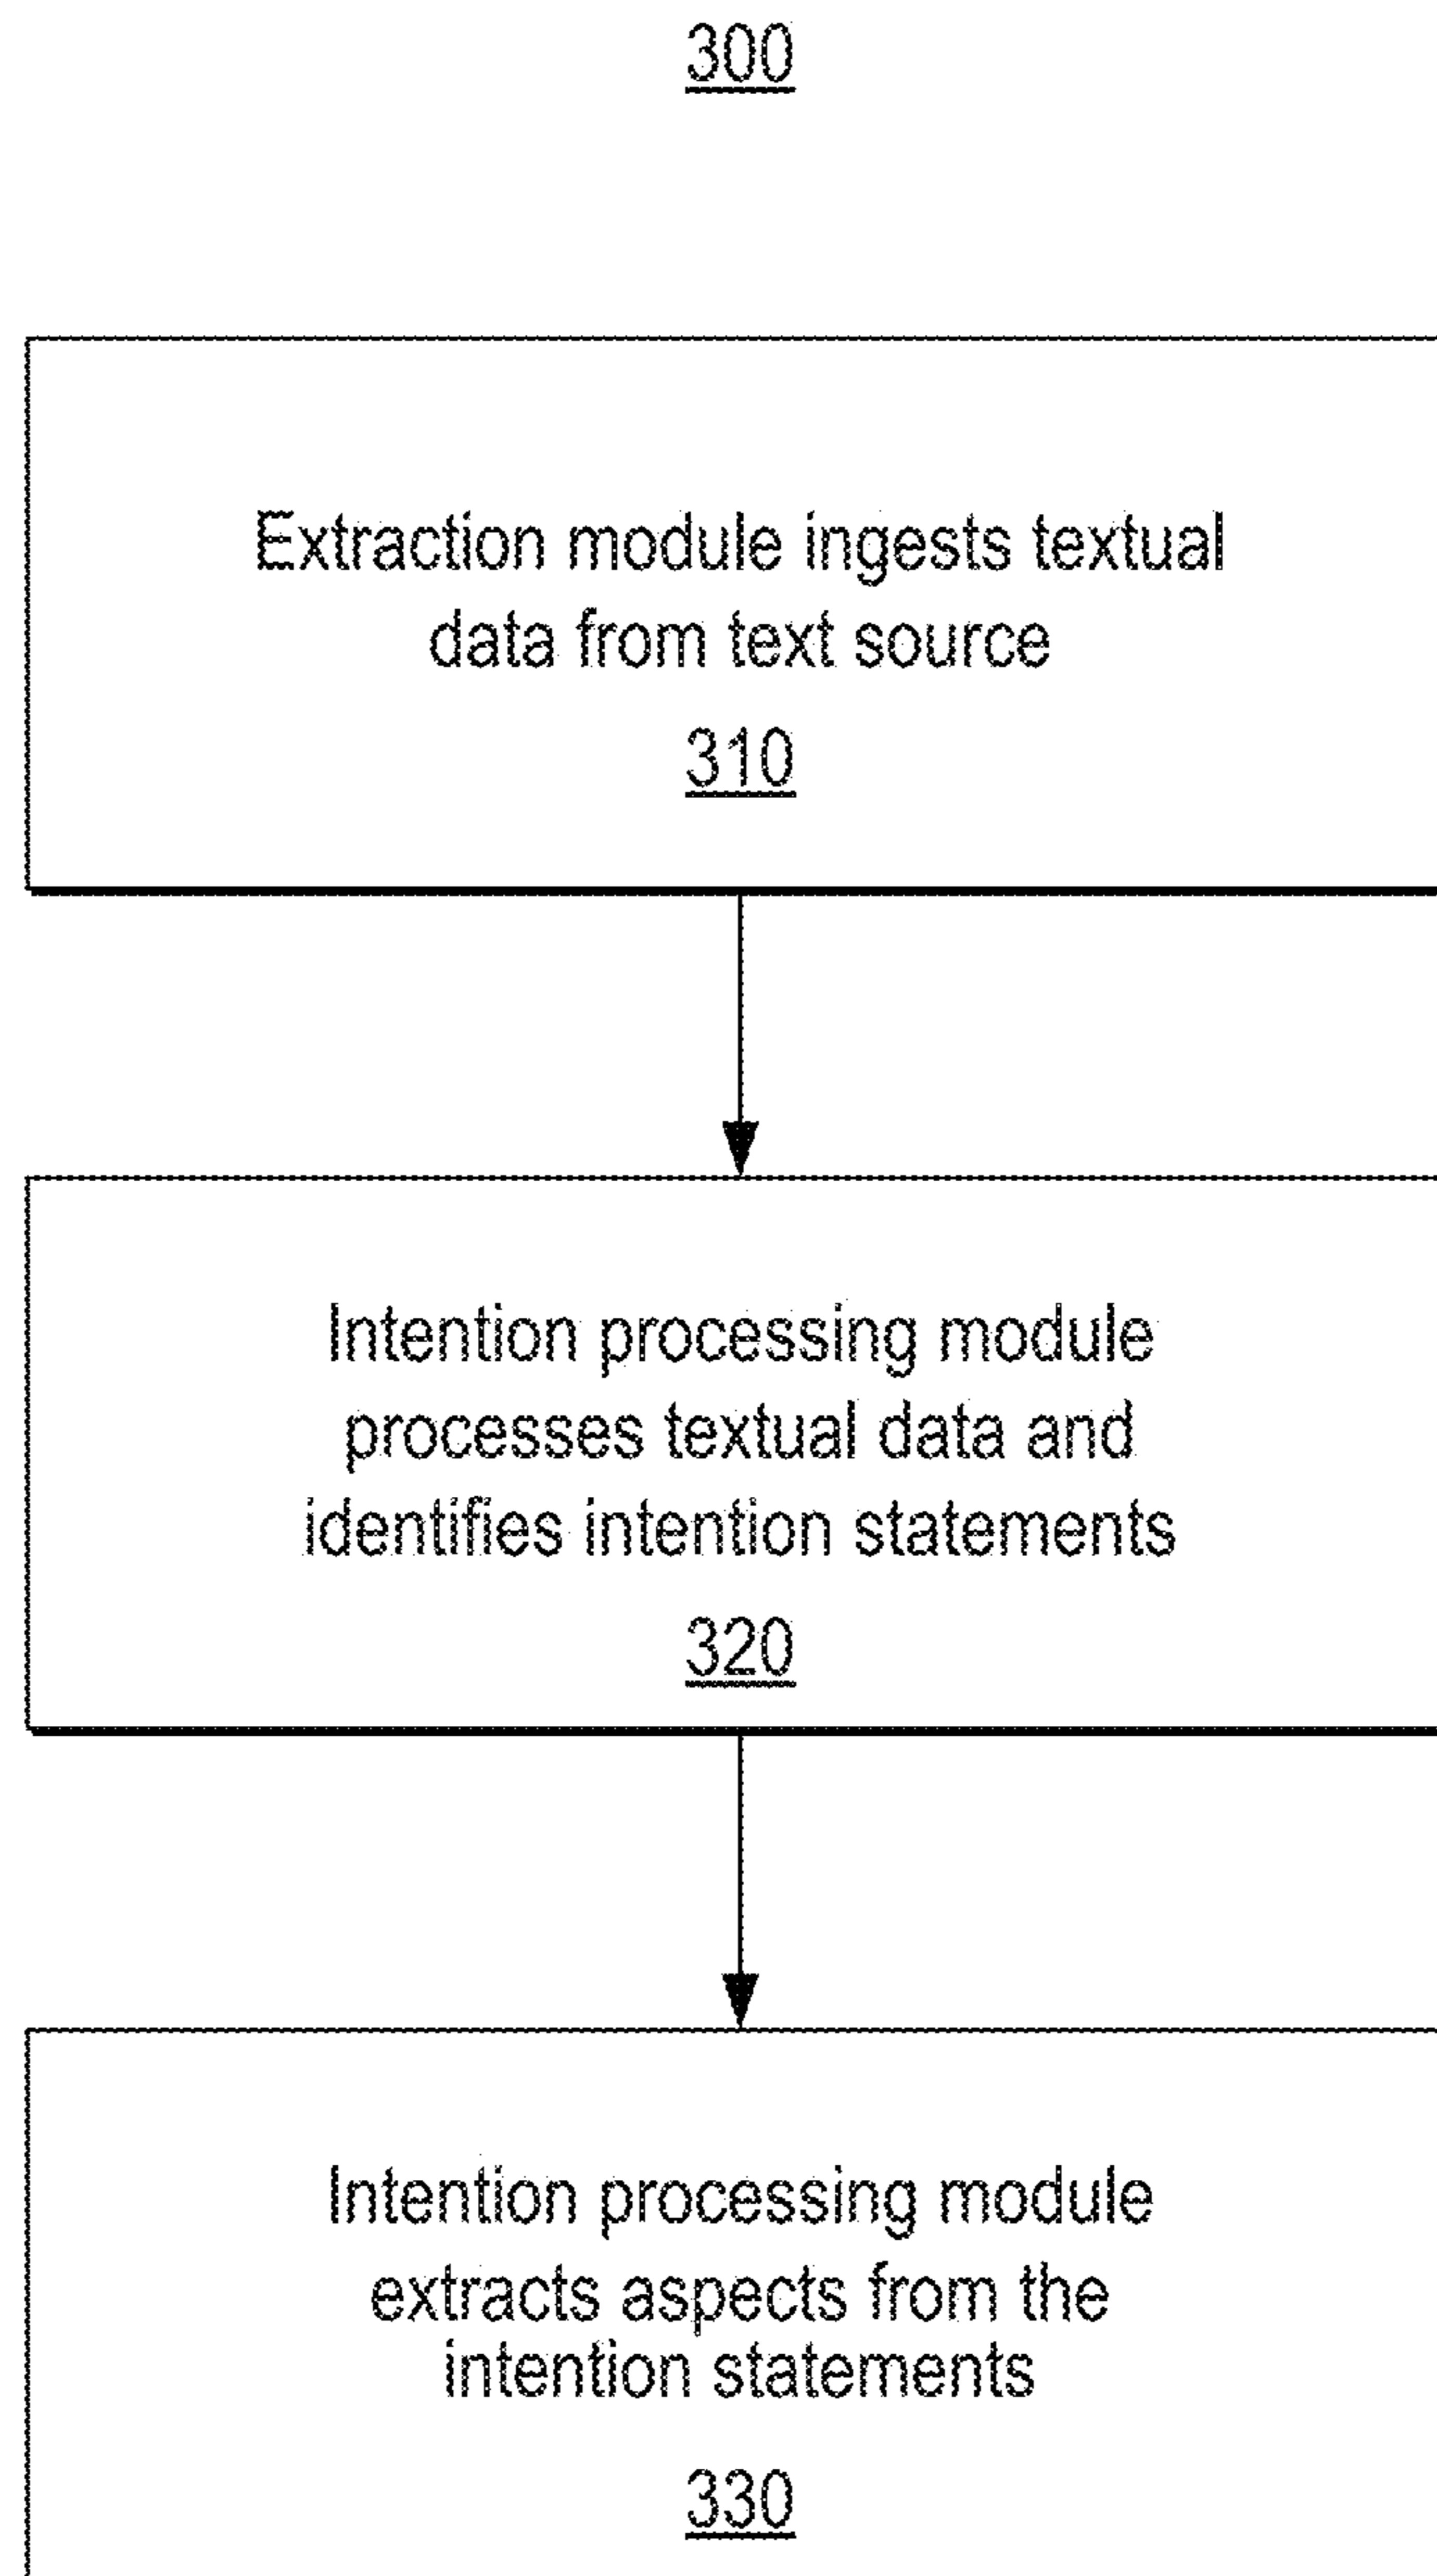 300
Extraction module ingests textual
data from text source
310
Intention processing module
processes textual data and
identifies intention statements
320
Intention processing module
extracts aspects from the
intention statements
330